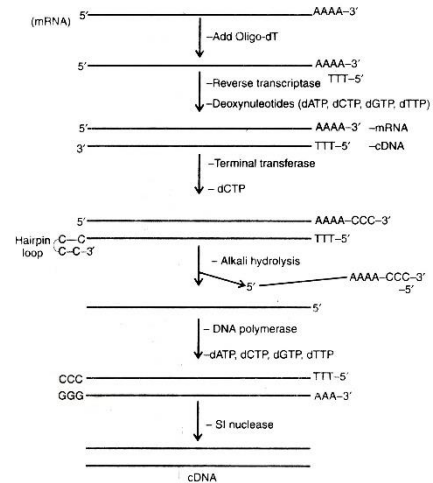 5′ AAAA–3′
(mRNA)
–Add Oligo-dT
5′ AAAA–3′
TTT–5′
–Reverse transcriptase
–Deoxynuleotides (dATP, dCTP, dGTP, dTTP)
5′ AAAA–3′ –mRNA
3′ TTT–5′ –cDNA
–Terminal transferase
– dCTP
5′ AAAA–CCC–3′
Hairpin C–C TTT–5′
loop C–C–3′
– Alkali hydrolysis
5′ AAAA–CCC–3′
–5′
5′
– DNA polymerase
–dATP, dCTP, dGTP, dTTP
CCC TTT–5′
GGG AAA–3′
– SI nuclease
cDNA